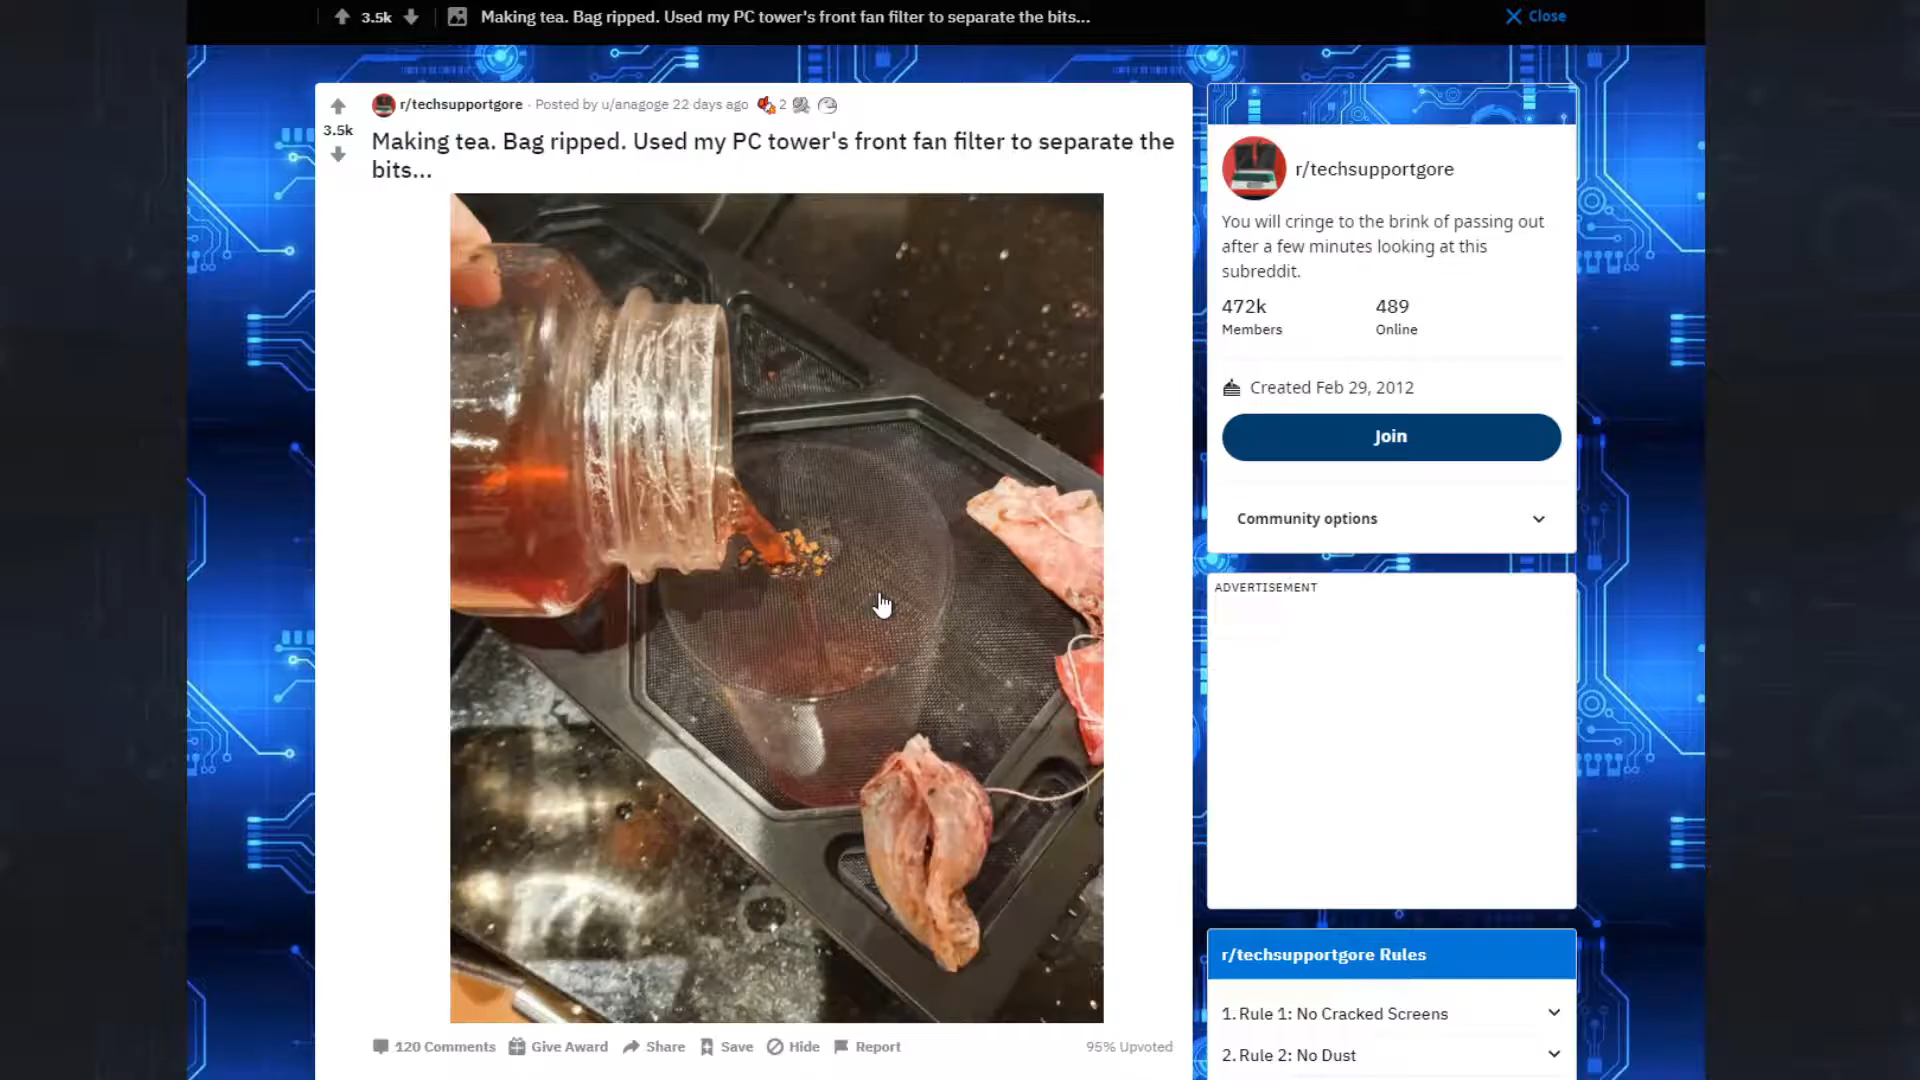 3.5k
Making tea. Bag ripped. Used my PC tower's front fan filter to separate the bits...
Close
r/techsupportgore · Posted by u/anagoge 22 days ago 2
3.5k
Making tea. Bag ripped. Used my PC tower's front fan filter to separate the
bits...
120 Comments
Give Award
Share
Save
Hide
Report
95% Upvoted
r/techsupportgore
You will cringe to the brink of passing out
after a few minutes looking at this
subreddit.
472k
Members
489
Online
Created Feb 29, 2012
Join
Community options
ADVERTISEMENT
r/techsupportgore Rules
1. Rule 1: No Cracked Screens
2. Rule 2: No Dust